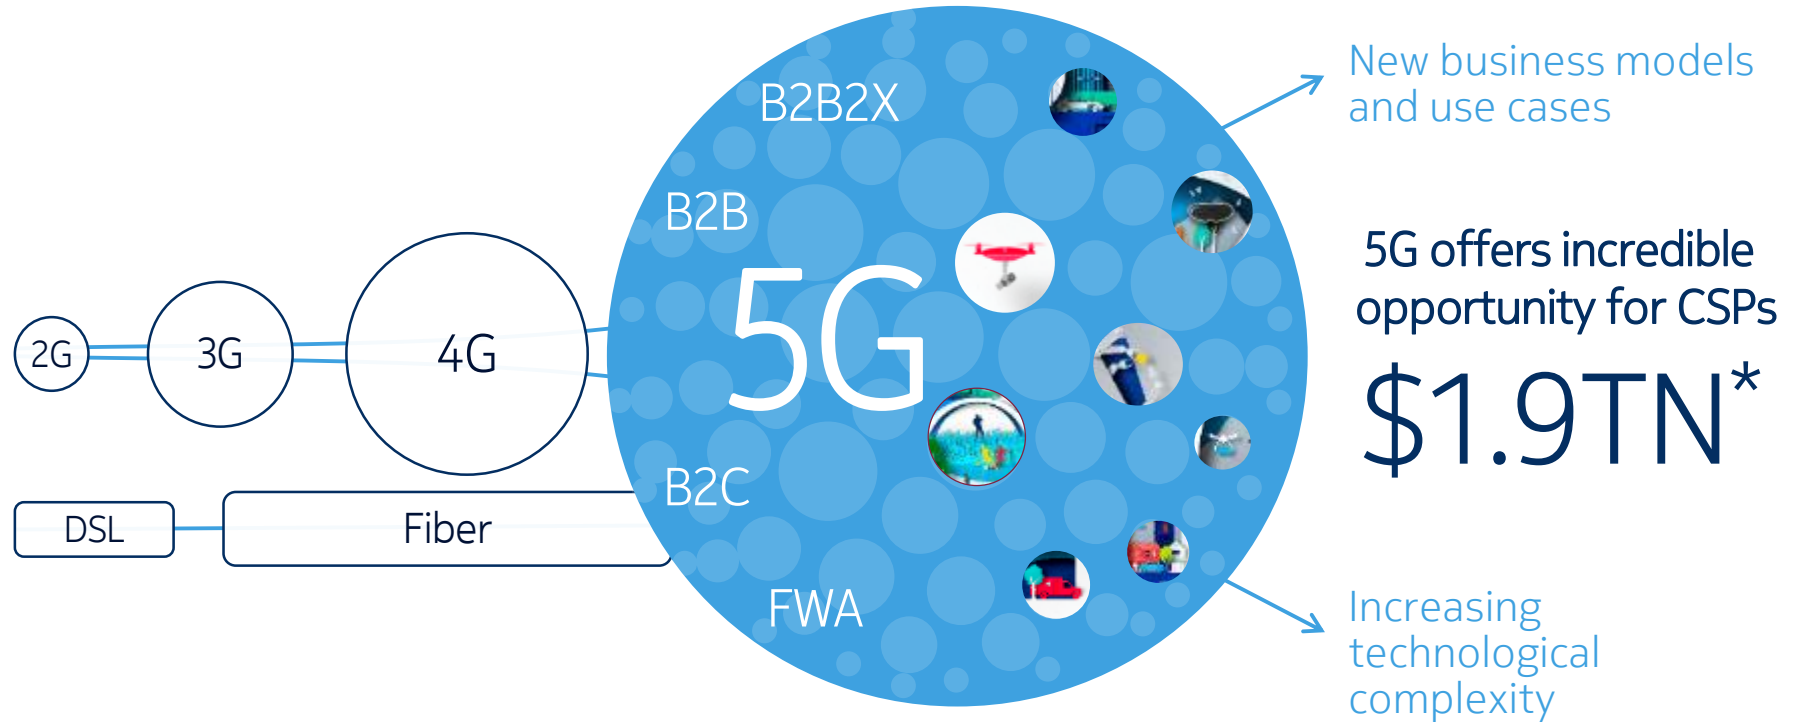 2G
3G
4G
DSL
Fiber
B2B2X
B2B
5G
B2C
FWA
New business models
and use cases
5G offers incredible
opportunity for CSPs
$1.9TN*
Increasing
technological
complexity